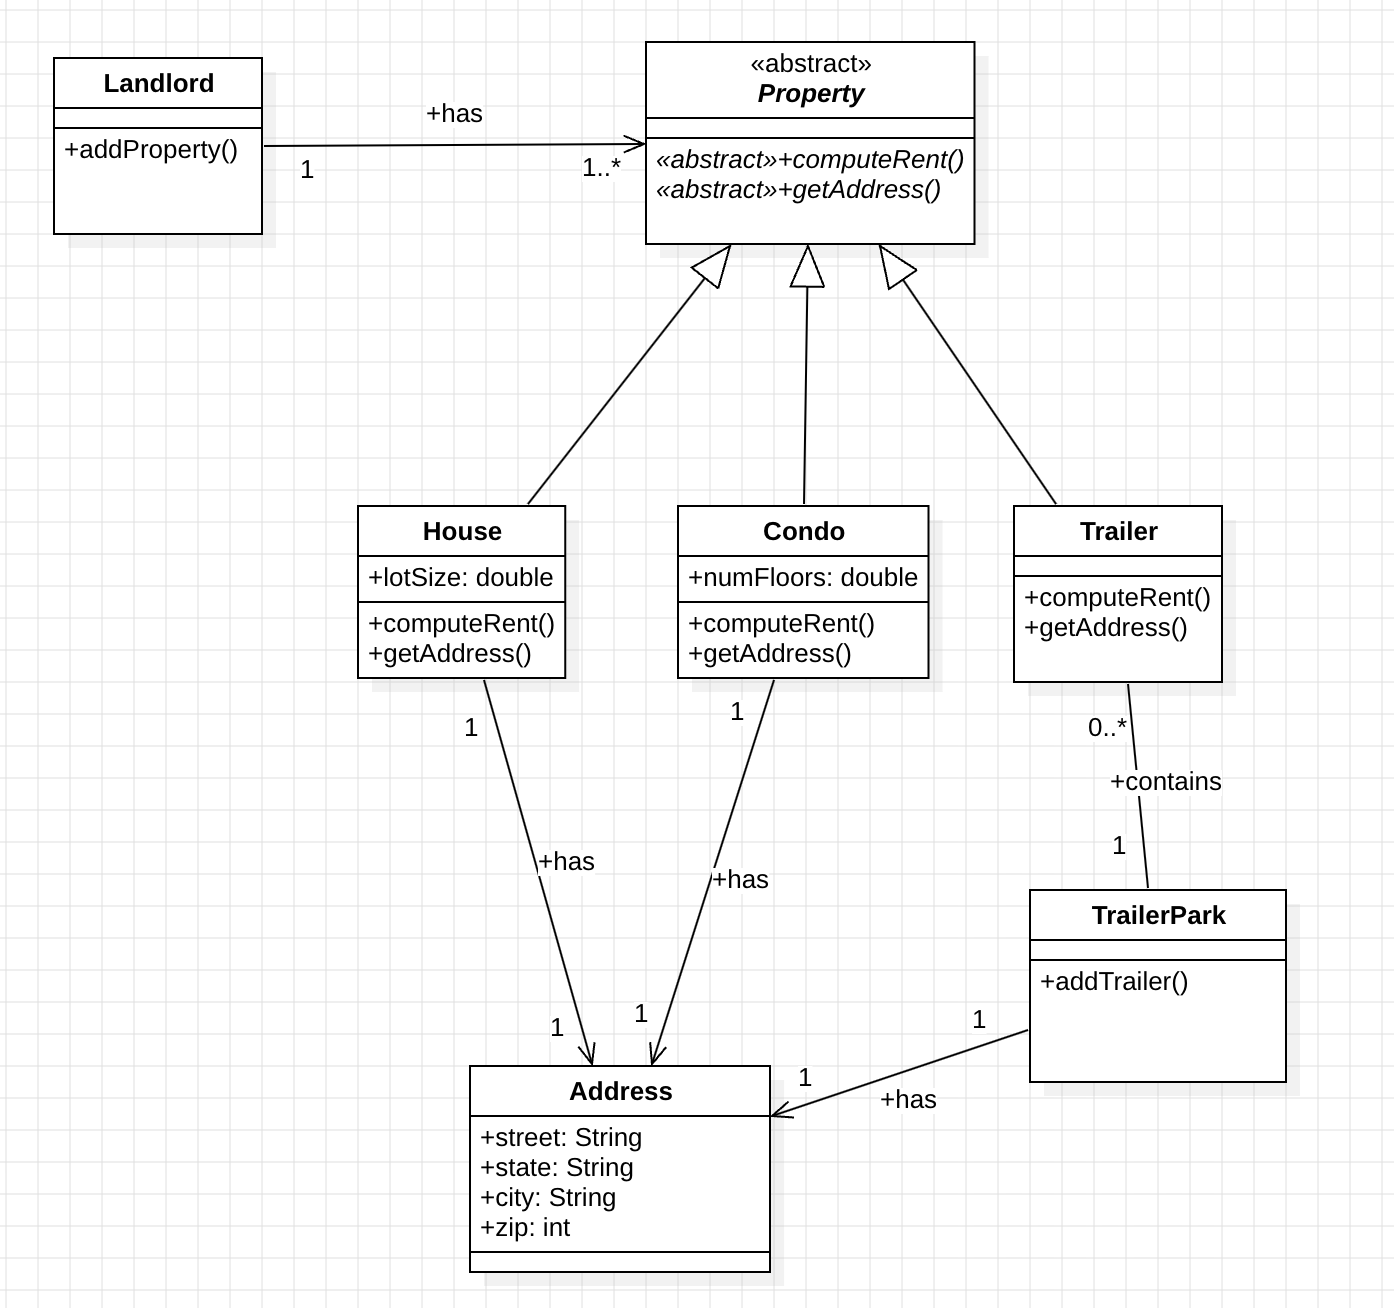 Landlord
+addProperty()
+has
1
1..*
«abstract»
Property
«abstract»+computeRent()
«abstract»+getAddress()
House
+lotSize: double
+computeRent()
+getAddress()
Condo
+numFloors: double
+computeRent()
+getAddress()
Trailer
+computeRent()
+getAddress()
1
+has
1
1
+has
1
0..*
+contains
1
TrailerPark
+addTrailer()
1
+has
1
Address
+street: String
+state: String
+city: String
+zip: int